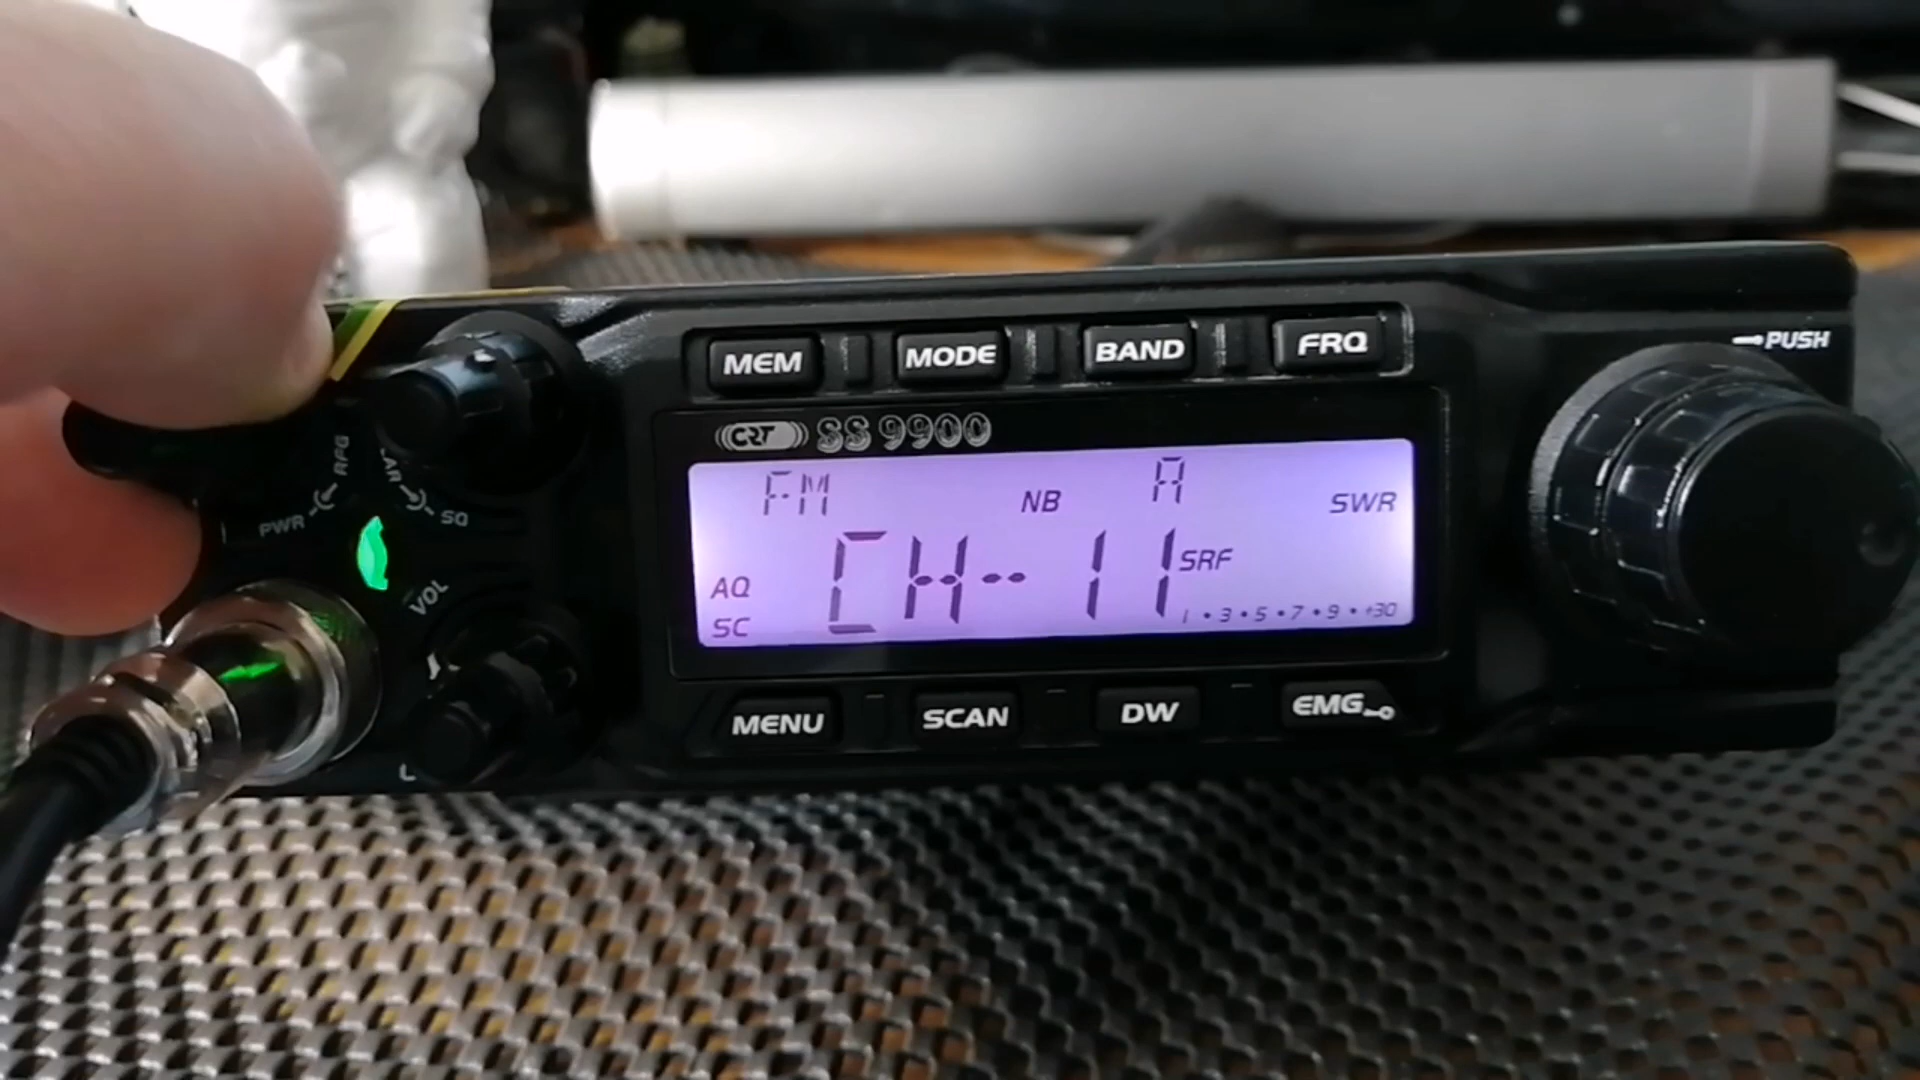 PUSH
MEM MODE BAND FRQ
CRT SS 9900
FM NB A SWR
CH--11 SRF
AQ
SC
1•3•5•7•9•+30
RFG
PWR
SQ
VOL
MENU SCAN DW EMG